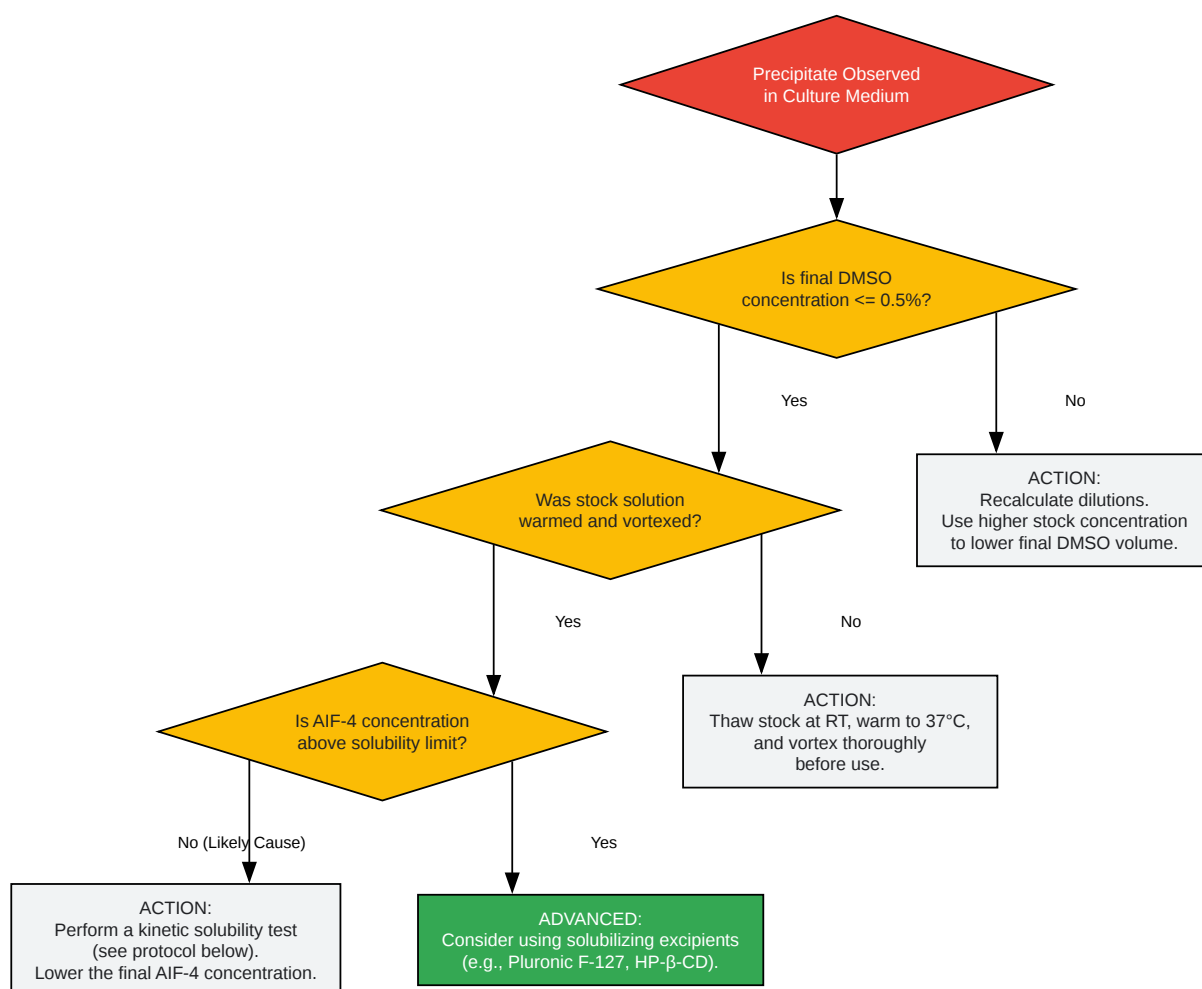 Precipitate Observed
in Culture Medium
Is final DMSO
concentration <= 0.5%?
Yes
No
Was stock solution
warmed and vortexed?
ACTION:
Recalculate dilutions.
Use higher stock concentration
to lower final DMSO volume.
Yes
No
Is AIF-4 concentration
above solubility limit?
ACTION:
Thaw stock at RT, warm to 37°C,
and vortex thoroughly
before use.
No (Likely Cause)
Yes
ACTION:
Perform a kinetic solubility test
(see protocol below).
Lower the final AIF-4 concentration.
ADVANCED:
Consider using solubilizing excipients
(e.g., Pluronic F-127, HP-β-CD).